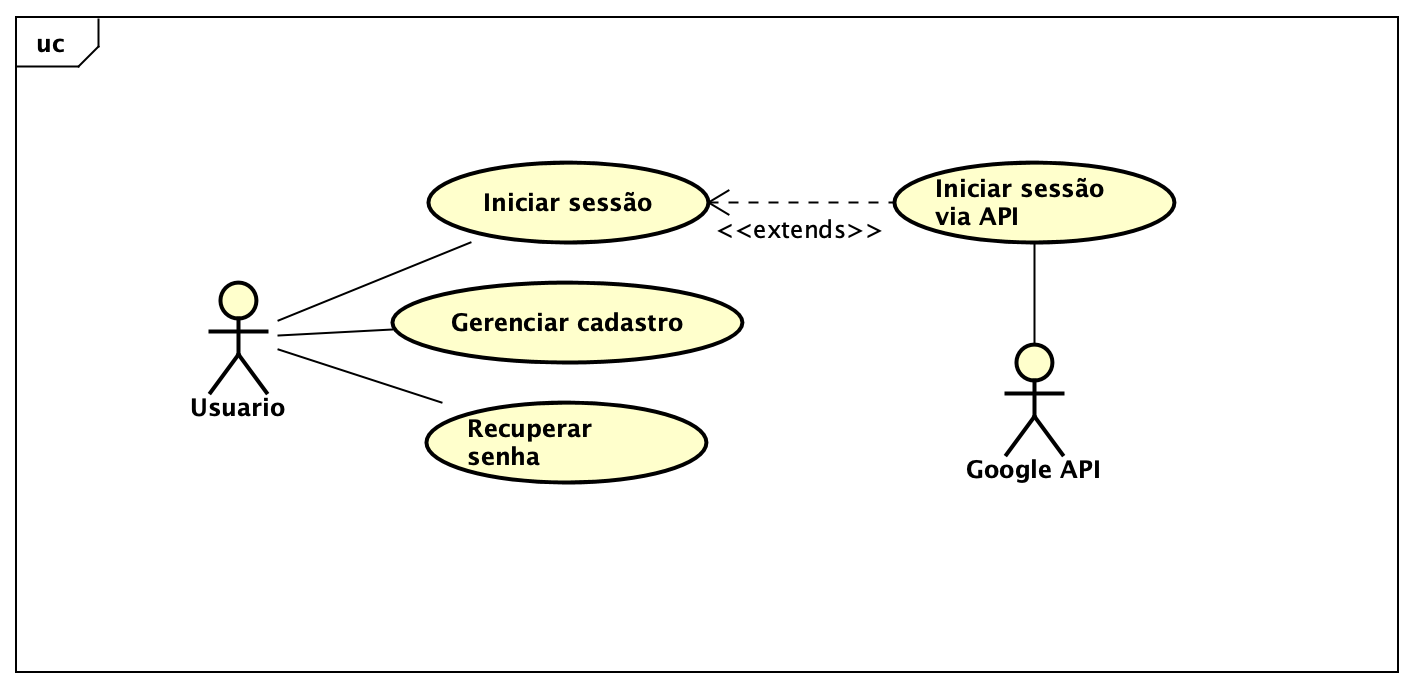 uc
Iniciar sessão
Iniciar sessão
via API
<<extends>>
Gerenciar cadastro
Usuario
Recuperar
senha
Google API